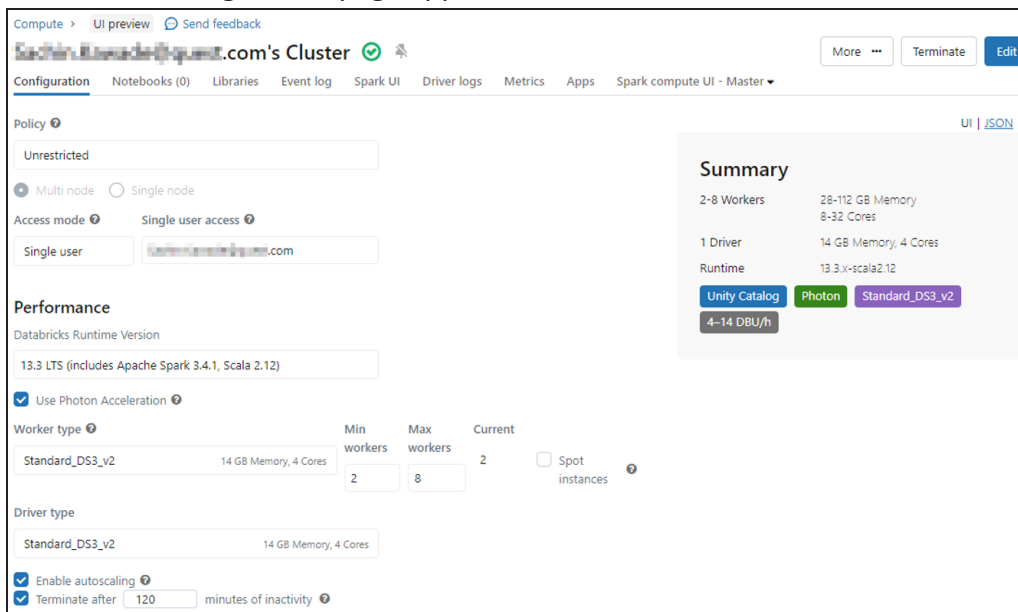 Compute > UI preview Send feedback
.com's Cluster
More ... Terminate Edit
Configuration Notebooks (0) Libraries Event log Spark UI Driver logs Metrics Apps Spark compute UI - Master
Policy
UI | JSON
Unrestricted
Multi node Single node
Access mode Single user access
Single user .com
Summary
2-8 Workers 28-112 GB Memory
8-32 Cores
1 Driver 14 GB Memory, 4 Cores
Runtime 13.3.x-scala2.12
Unity Catalog Photon Standard_DS3_v2
4–14 DBU/h
Performance
Databricks Runtime Version
13.3 LTS (includes Apache Spark 3.4.1, Scala 2.12)
Use Photon Acceleration
Worker type Min workers Max workers Current
Standard_DS3_v2 14 GB Memory, 4 Cores 2 8 2 Spot instances
Driver type
Standard_DS3_v2 14 GB Memory, 4 Cores
Enable autoscaling
Terminate after 120 minutes of inactivity